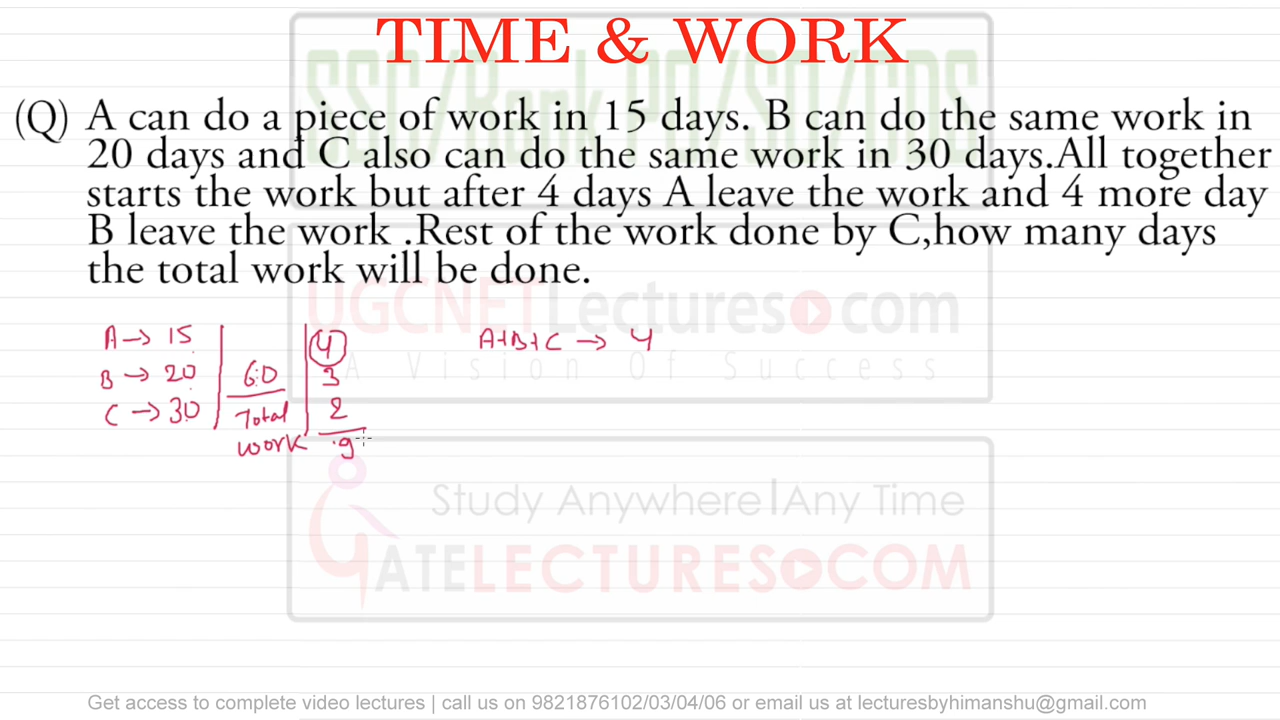 TIME & WORK
SSC/Bank PO/SO/CDS
(Q) A can do a piece of work in 15 days. B can do the same work in
20 days and C also can do the same work in 30 days.All together
starts the work but after 4 days A leave the work and 4 more day
B leave the work .Rest of the work done by C,how many days
the total work will be done.
UGCNETLectures.com
A Vision Of Success
A → 15
B → 20
C → 30
60
Total
work
4
3
2
9
A+B+C → 4
Study Anywhere|Any Time
GATELECTURES.COM
Get access to complete video lectures | call us on 9821876102/03/04/06 or email us at lecturesbyhimanshu@gmail.com